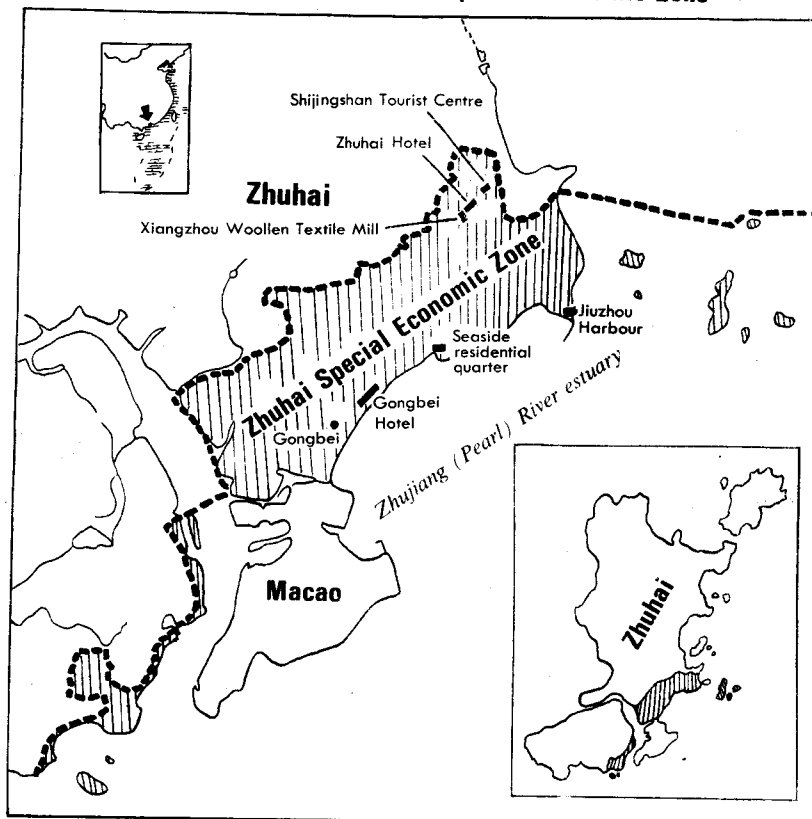 Shijingshan Tourist Centre
Zhuhai Hotel
Zhuhai
Xiangzhou Woollen Textile Mill
Zhuhai Special Economic Zone
Jiuzhou
Harbour
Seaside
residential
quarter
Gongbei
Hotel
Gongbei
Zhujiang (Pearl) River estuary
Macao
Zhuhai